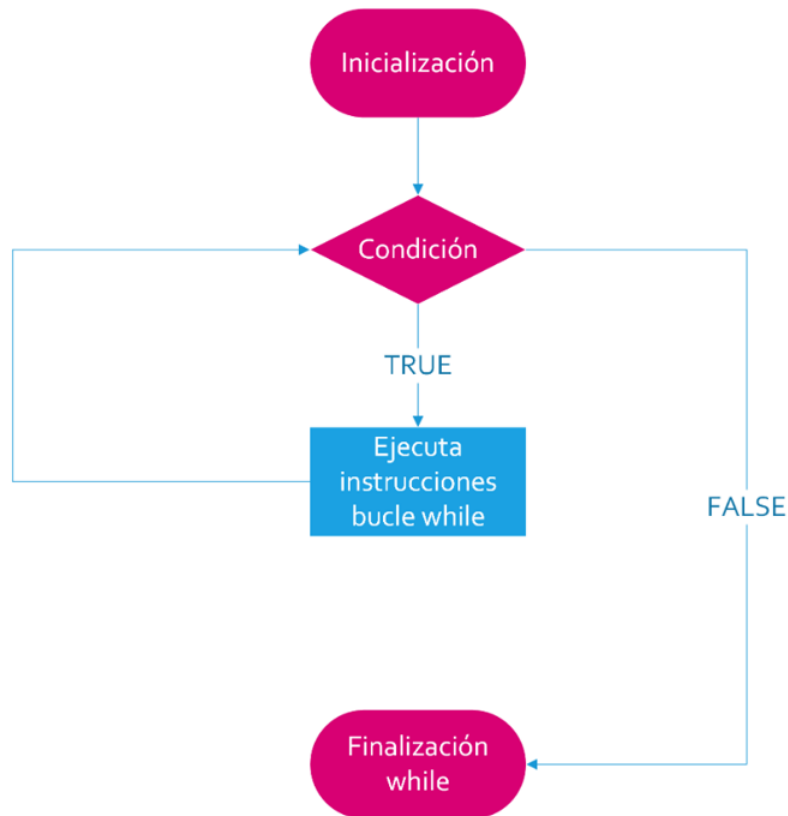 Inicialización
Condición
TRUE
Ejecuta
instrucciones
bucle while
FALSE
Finalización
while